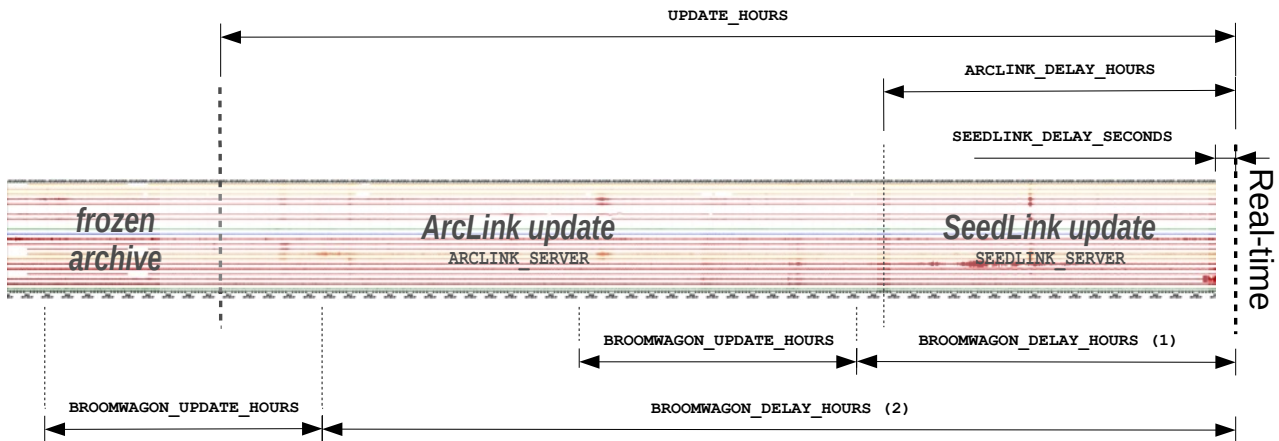 UPDATE_HOURS
ARCLINK_DELAY_HOURS
SEEDLINK_DELAY_SECONDS
Real-time
frozen
archive
ArcLink update
ARCLINK_SERVER
SeedLink update
SEEDLINK_SERVER
BROOMWAGON_UPDATE_HOURS
BROOMWAGON_DELAY_HOURS (1)
BROOMWAGON_UPDATE_HOURS
BROOMWAGON_DELAY_HOURS (2)